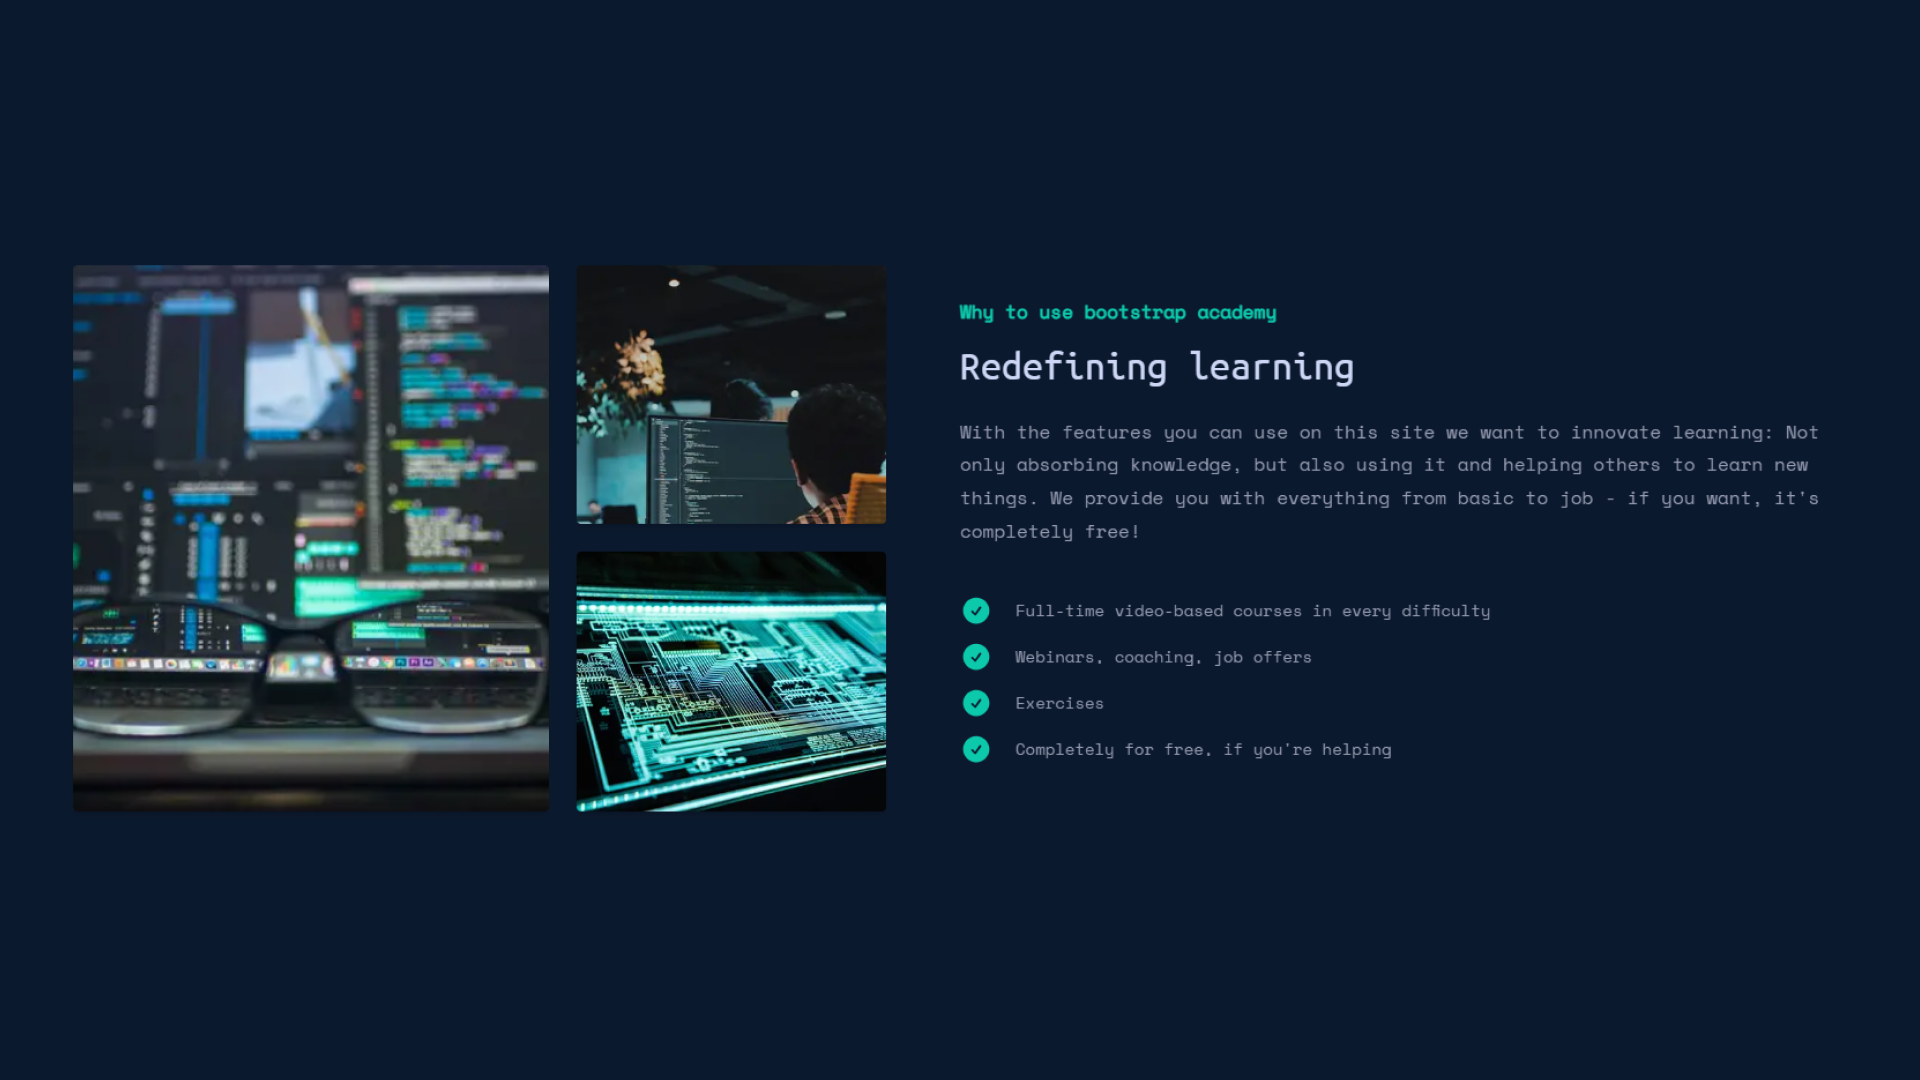 Why to use bootstrap academy
Redefining learning
With the features you can use on this site we want to innovate learning: Not
only absorbing knowledge, but also using it and helping others to learn new
things. We provide you with everything from basic to job - if you want, it's
completely free!
Full-time video-based courses in every difficulty
Webinars, coaching, job offers
Exercises
Completely for free, if you're helping